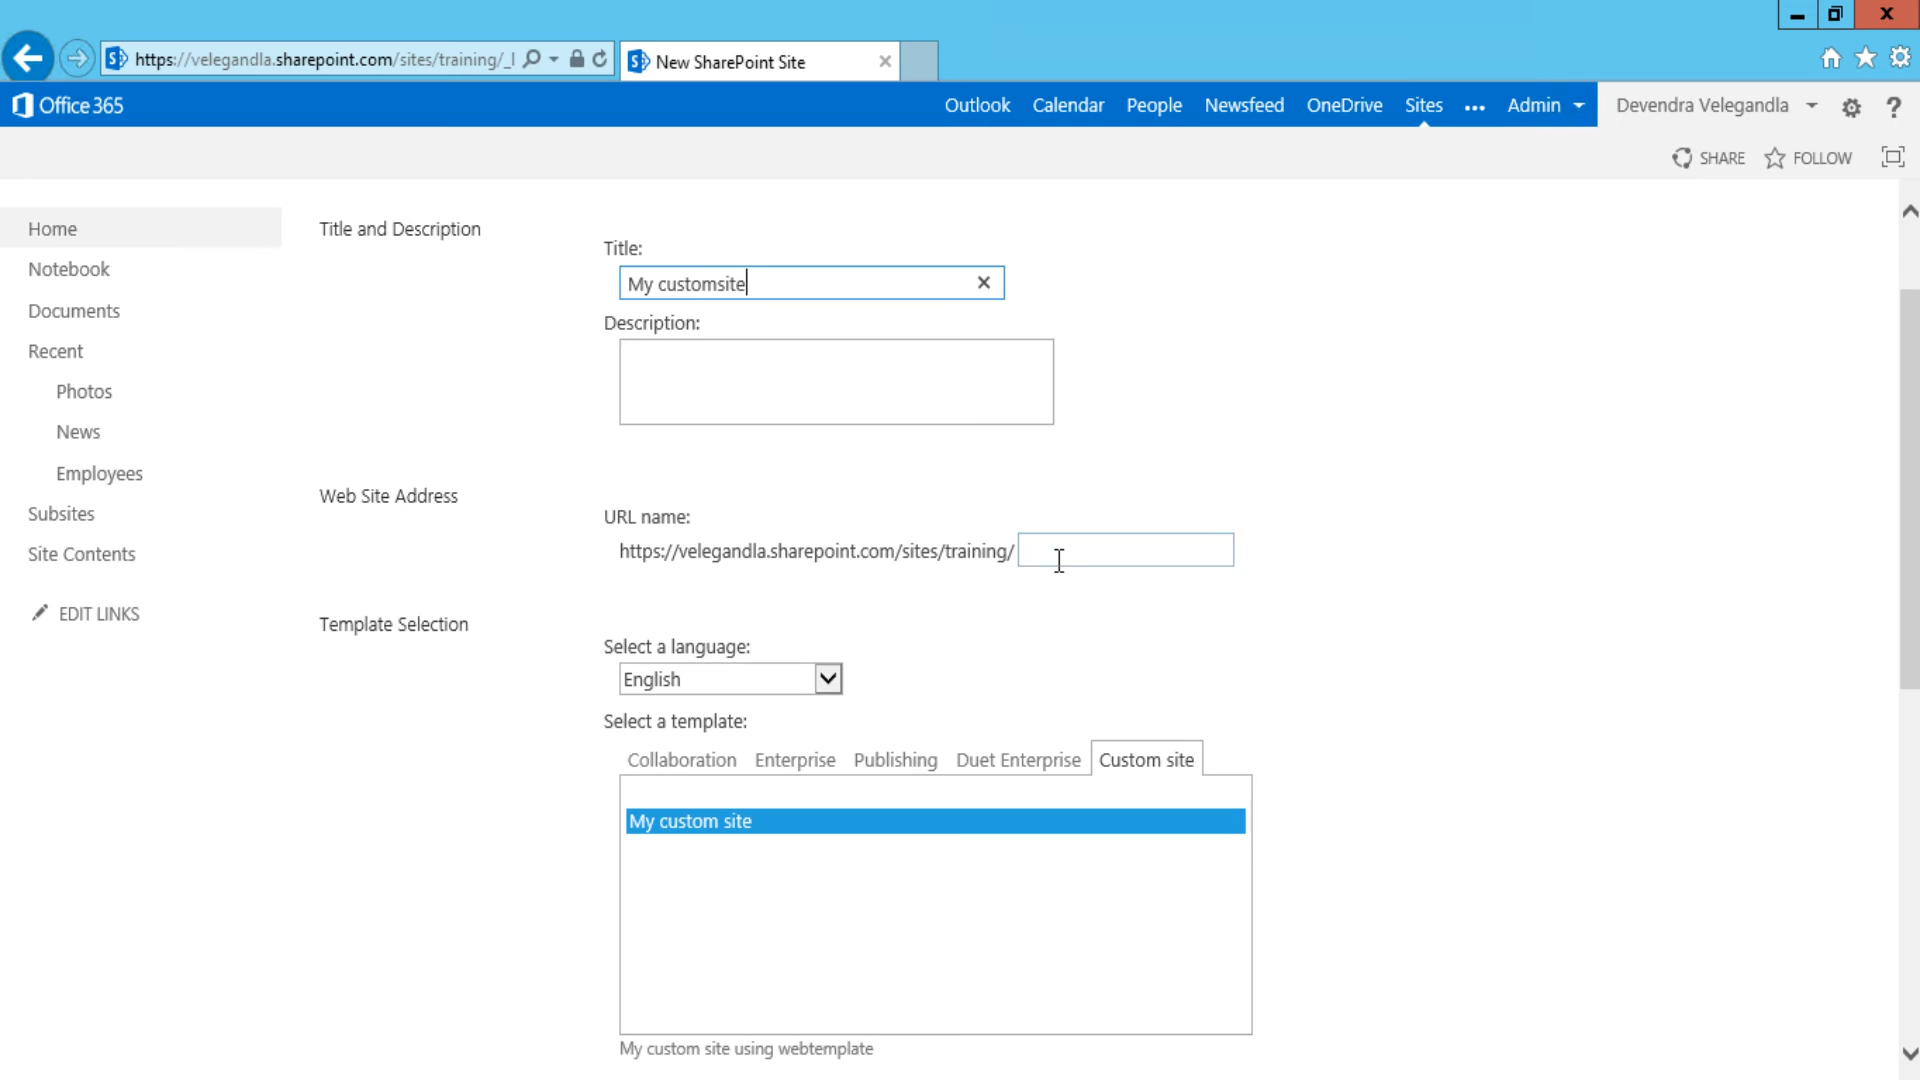 https://velegandla.sharepoint.com/sites/training/_l
New SharePoint Site
Office 365
Outlook Calendar People Newsfeed OneDrive Sites ... Admin
Devendra Velegandla
?
SHARE FOLLOW
Home
Notebook
Documents
Recent
Photos
News
Employees
Subsites
Site Contents
EDIT LINKS
Title and Description
Title:
My customsite
Description:
Web Site Address
URL name:
https://velegandla.sharepoint.com/sites/training/
Template Selection
Select a language:
English
Select a template:
Collaboration Enterprise Publishing Duet Enterprise Custom site
My custom site
My custom site using webtemplate